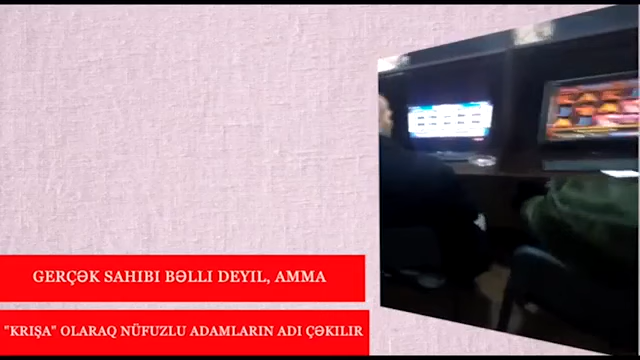 GERÇƏK SAHIBI BƏLLI DEYIL, AMMA
"KRIŞA" OLARAQ NÜFUZLU ADAMLARIN ADI ÇƏKILIR